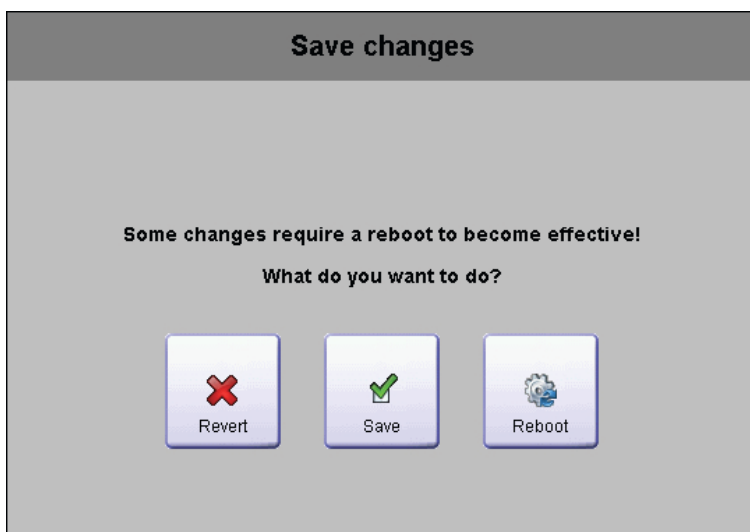 Save changes
Some changes require a reboot to become effective!
What do you want to do?
Revert
Save
Reboot